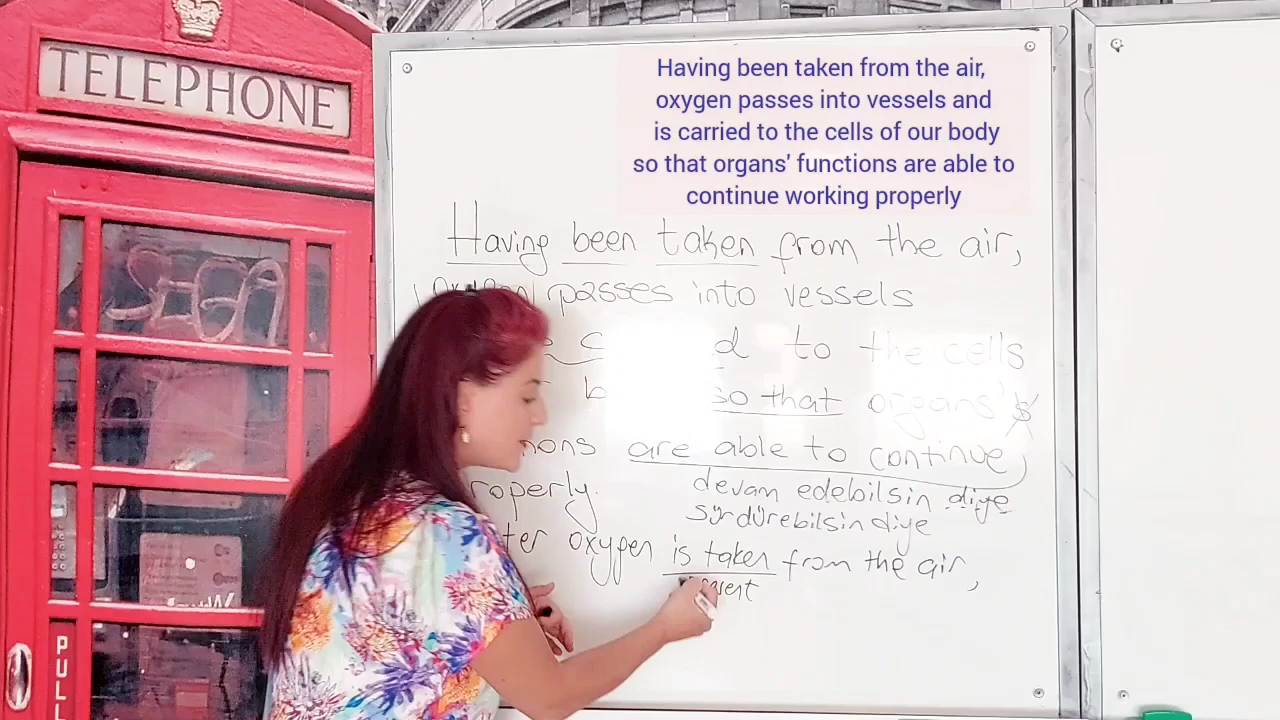 TELEPHONE
SEGA
PULL
Having been taken from the air,
oxygen passes into vessels and
is carried to the cells of our body
so that organs' functions are able to
continue working properly
Having been taken from the air,
passes into vessels
to the cells
so that organs'
are able to continue
properly.
devam edebilsin diye
sürdürebilsin diye
oxygen is taken from the air,